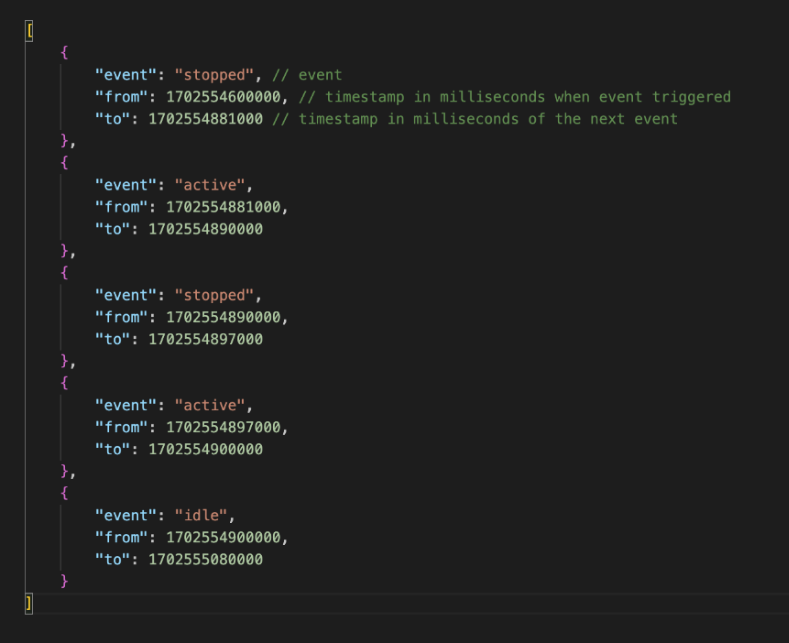 [
{
"event": "stopped", // event
"from": 1702554600000, // timestamp in milliseconds when event triggered
"to": 1702554881000 // timestamp in milliseconds of the next event
},
{
"event": "active",
"from": 1702554881000,
"to": 1702554890000
},
{
"event": "stopped",
"from": 1702554890000,
"to": 1702554897000
},
{
"event": "active",
"from": 1702554897000,
"to": 1702554900000
},
{
"event": "idle",
"from": 1702554900000,
"to": 1702555080000
}
]